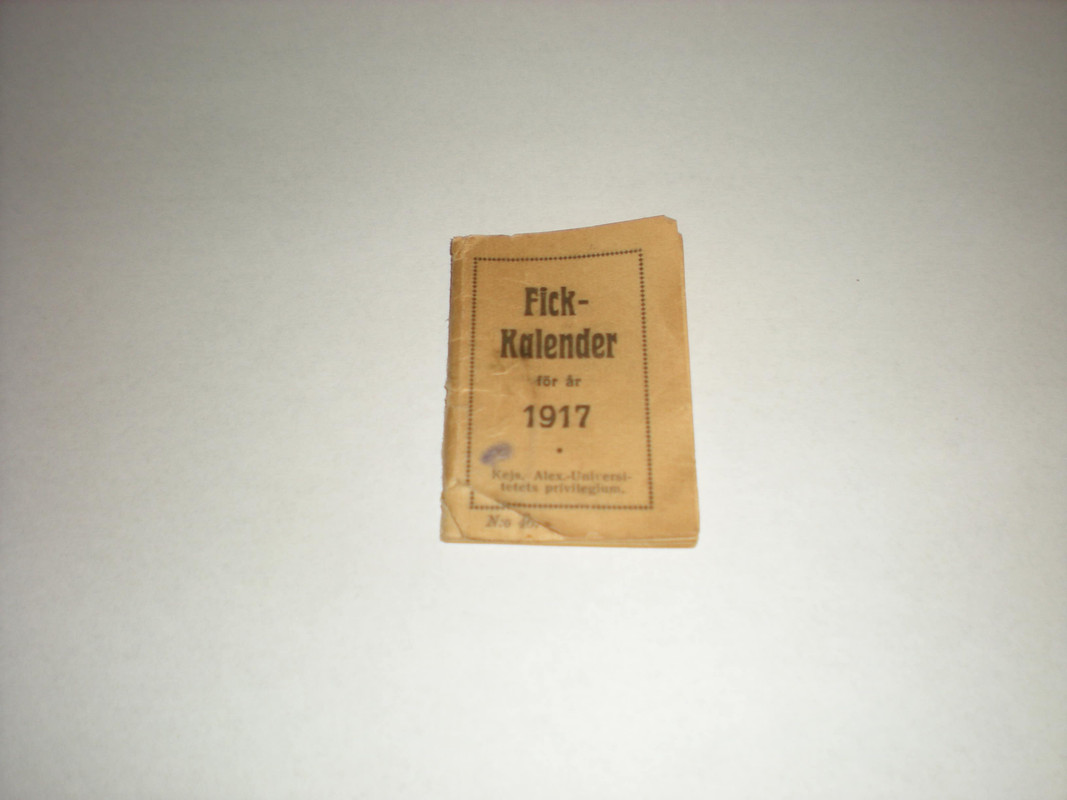 Fick-
Kalender
för år
1917
Kejs. Alex.-Universi-
tetets privilegium.
N:o